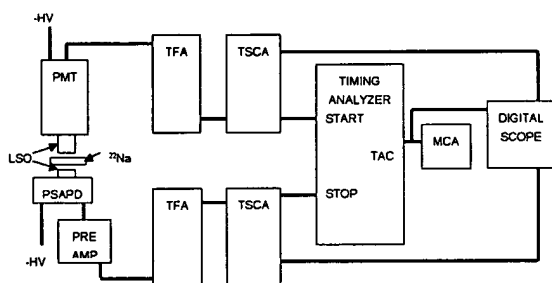 -HV
PMT
TFA
TSCA
TIMING
ANALYZER
START
TAC
STOP
MCA
DIGITAL
SCOPE
LSO
²²Na
PSAPD
PRE
AMP
-HV
TFA
TSCA